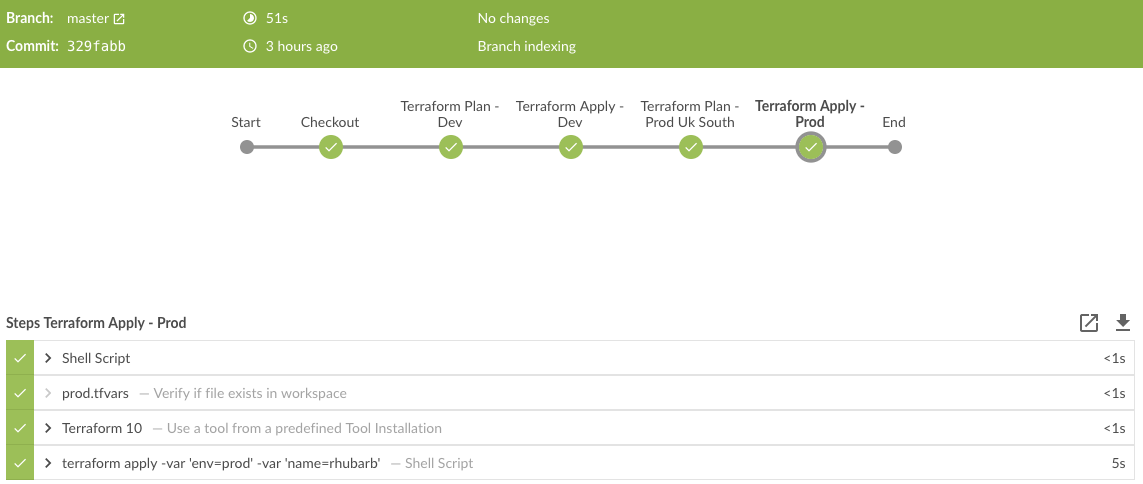 Branch: master 51s No changes
Commit: 329fabb 3 hours ago Branch indexing
Start
Checkout
Terraform Plan -
Dev
Terraform Apply -
Dev
Terraform Plan -
Prod Uk South
Terraform Apply -
Prod
End
Steps Terraform Apply - Prod
Shell Script <1s
prod.tfvars — Verify if file exists in workspace <1s
Terraform 10 — Use a tool from a predefined Tool Installation <1s
terraform apply -var 'env=prod' -var 'name=rhubarb' — Shell Script 5s